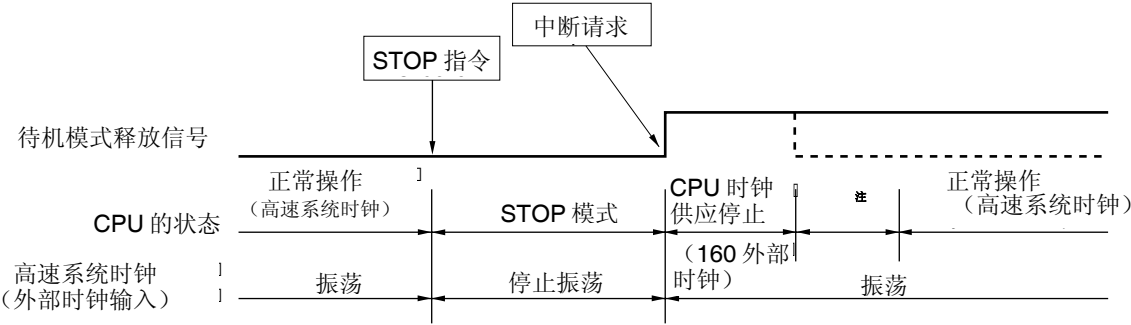 中断请求
STOP 指令
待机模式释放信号
正常操作
(高速系统时钟)
CPU 的状态
STOP 模式
CPU 时钟
供应停止
(160 外部
时钟)
注
正常操作
(高速系统时钟)
高速系统时钟
(外部时钟输入)
振荡
停止振荡
振荡